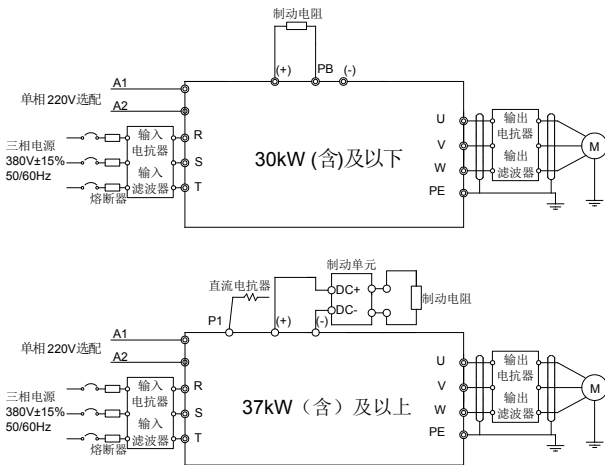 制动电阻
(+)
PB
(-)
A1
单相220V选配
A2
三相电源
380V±15%
50/60Hz
熔断器
输入
电抗器
输入
滤波器
R
S
T
30kW (含)及以下
U
V
W
PE
输出
电抗器
输出
滤波器
M
制动单元
直流电抗器
DC+
DC-
制动电阻
P1
(+)
(-)
A1
单相220V选配
A2
三相电源
380V±15%
50/60Hz
熔断器
输入
电抗器
输入
滤波器
R
S
T
37kW（含）及以上
U
V
W
PE
输出
电抗器
输出
滤波器
M